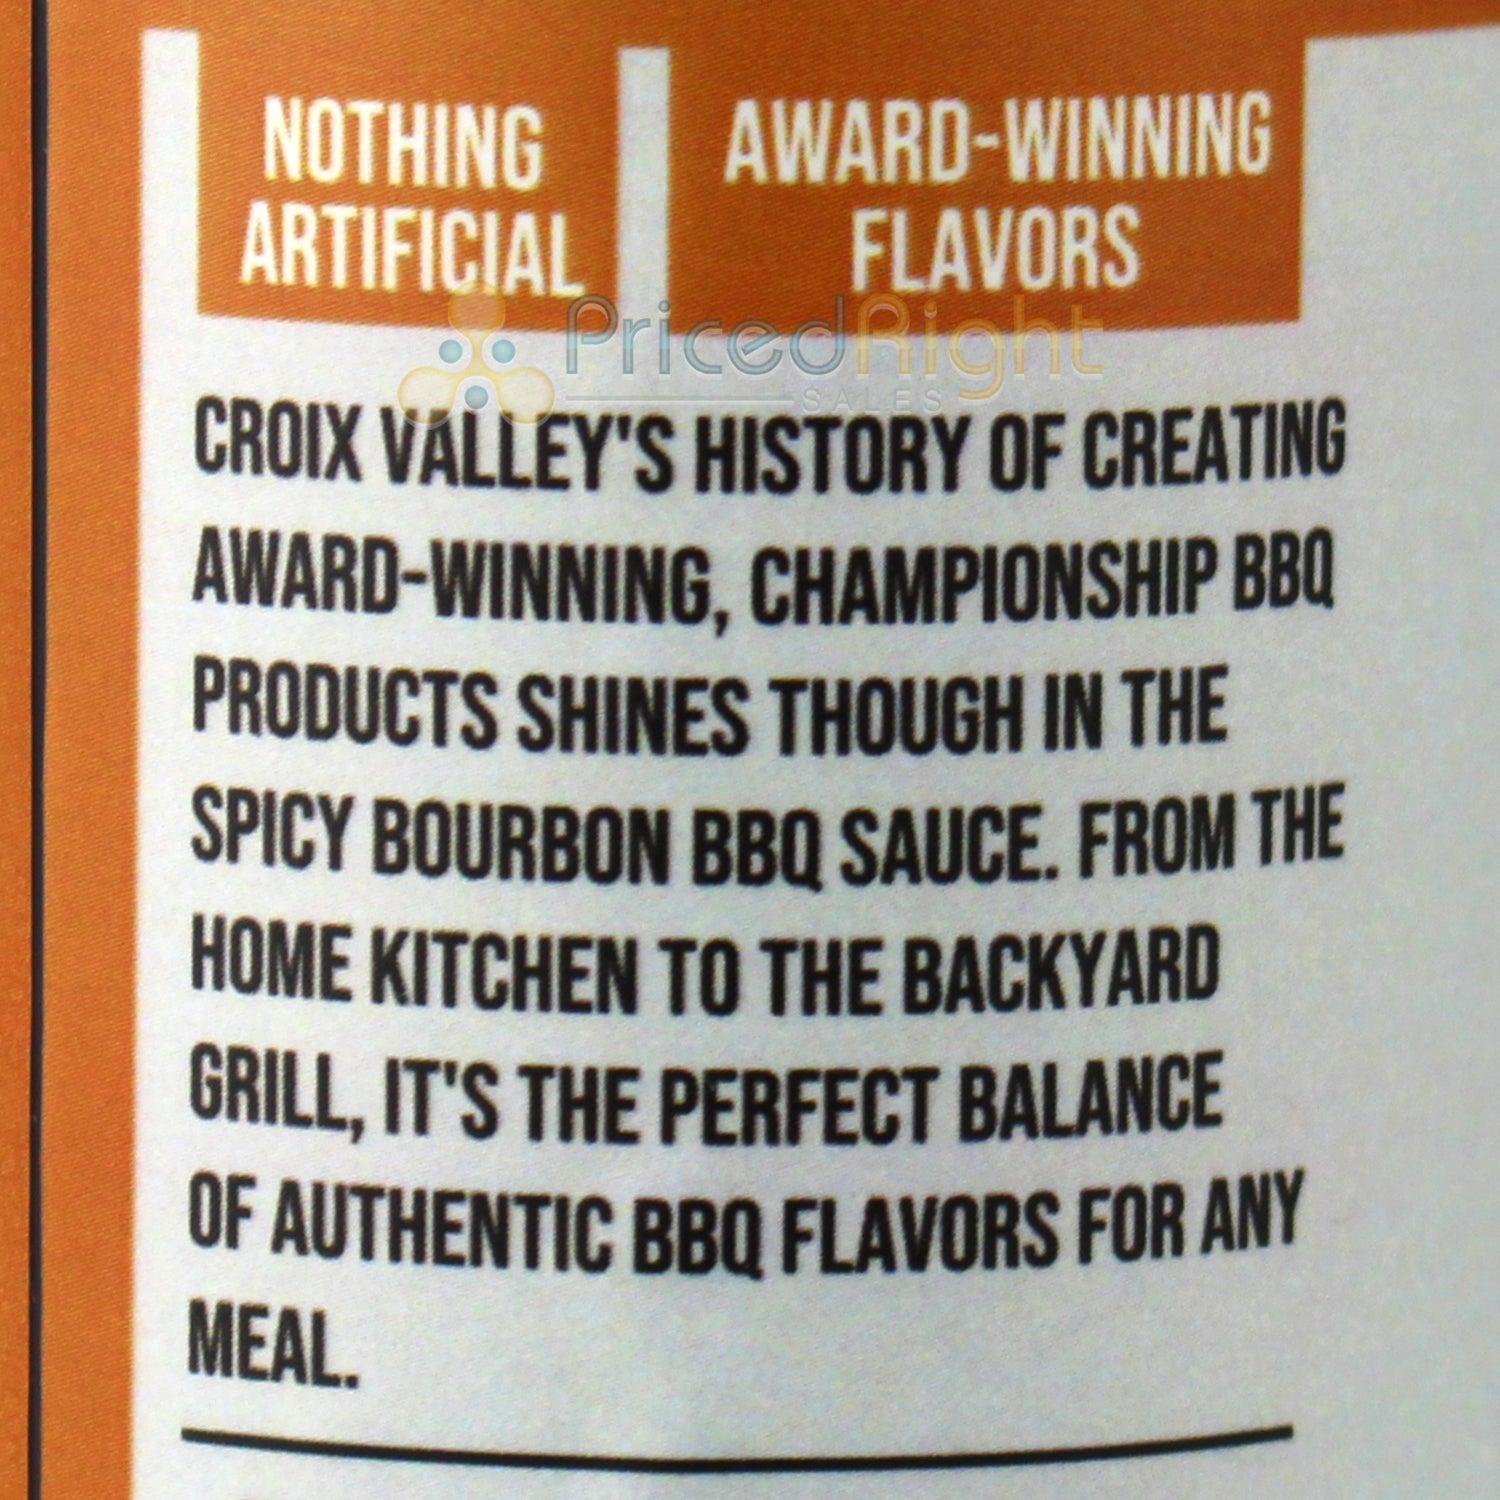 NOTHING
ARTIFICIAL
AWARD-WINNING
FLAVORS
PricedRight
SALES
CROIX VALLEY'S HISTORY OF CREATING
AWARD-WINNING, CHAMPIONSHIP BBQ
PRODUCTS SHINES THOUGH IN THE
SPICY BOURBON BBQ SAUCE. FROM THE
HOME KITCHEN TO THE BACKYARD
GRILL, IT'S THE PERFECT BALANCE
OF AUTHENTIC BBQ FLAVORS FOR ANY
MEAL.